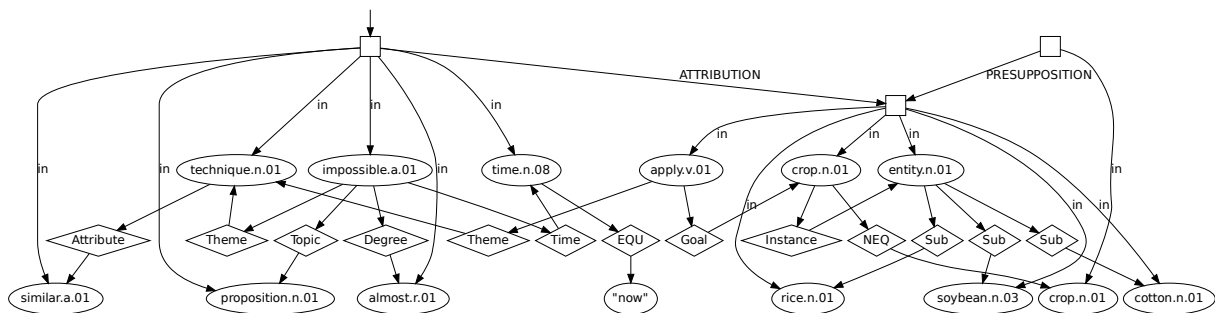 ATTRIBUTION PRESUPPOSITION
in in in in in in in in in in in in in
technique.n.01 impossible.a.01 time.n.08 apply.v.01 crop.n.01 entity.n.01
Attribute Theme Topic Degree Theme Time EQU Goal Instance NEQ Sub Sub Sub
similar.a.01 proposition.n.01 almost.r.01 "now" rice.n.01 soybean.n.03 crop.n.01 cotton.n.01